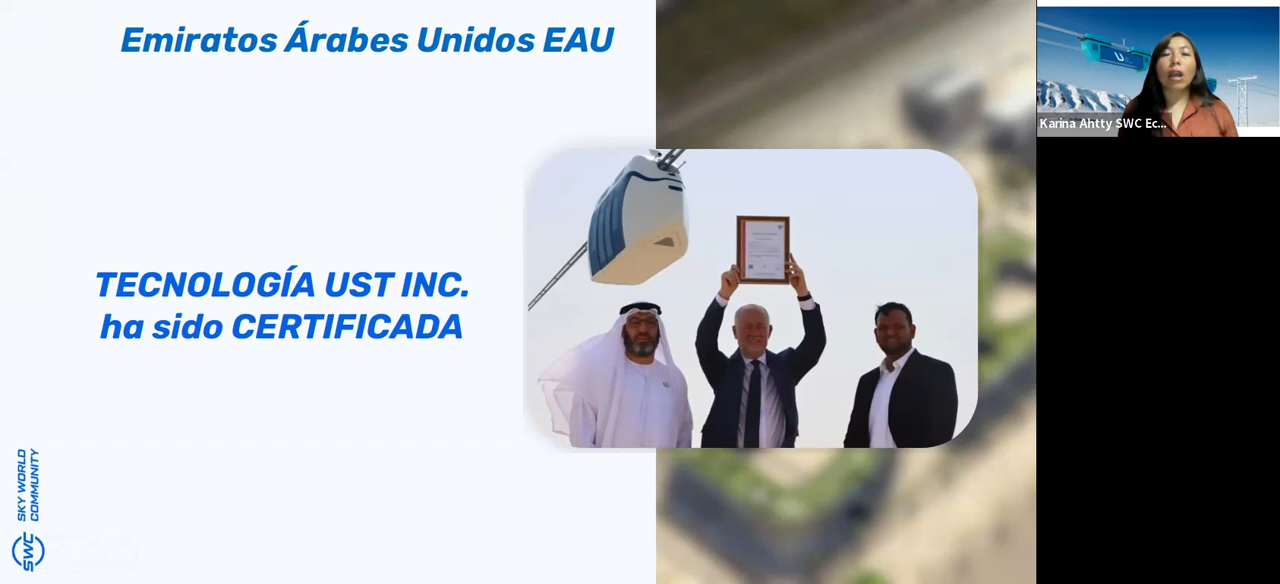 Emiratos Árabes Unidos EAU
Karina Ahtty SWC Ec...
TECNOLOGÍA UST INC.
ha sido CERTIFICADA
SKY WORLD
COMMUNITY
SWC
U